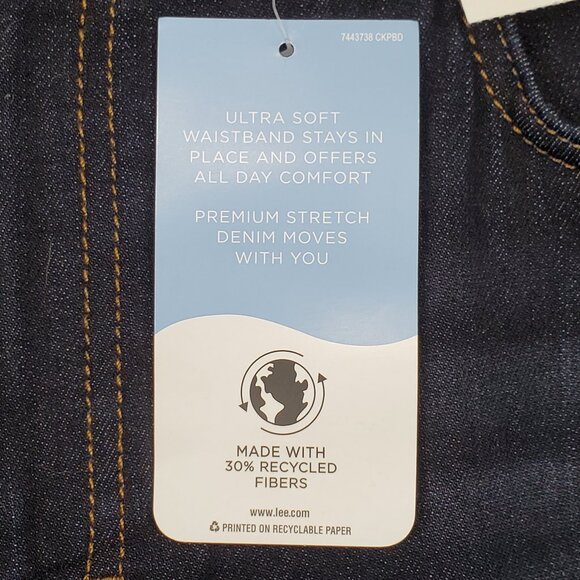 7443738 CKPBD
ULTRA SOFT
WAISTBAND STAYS IN
PLACE AND OFFERS
ALL DAY COMFORT
PREMIUM STRETCH
DENIM MOVES
WITH YOU
MADE WITH
30% RECYCLED
FIBERS
www.lee.com
PRINTED ON RECYCLABLE PAPER